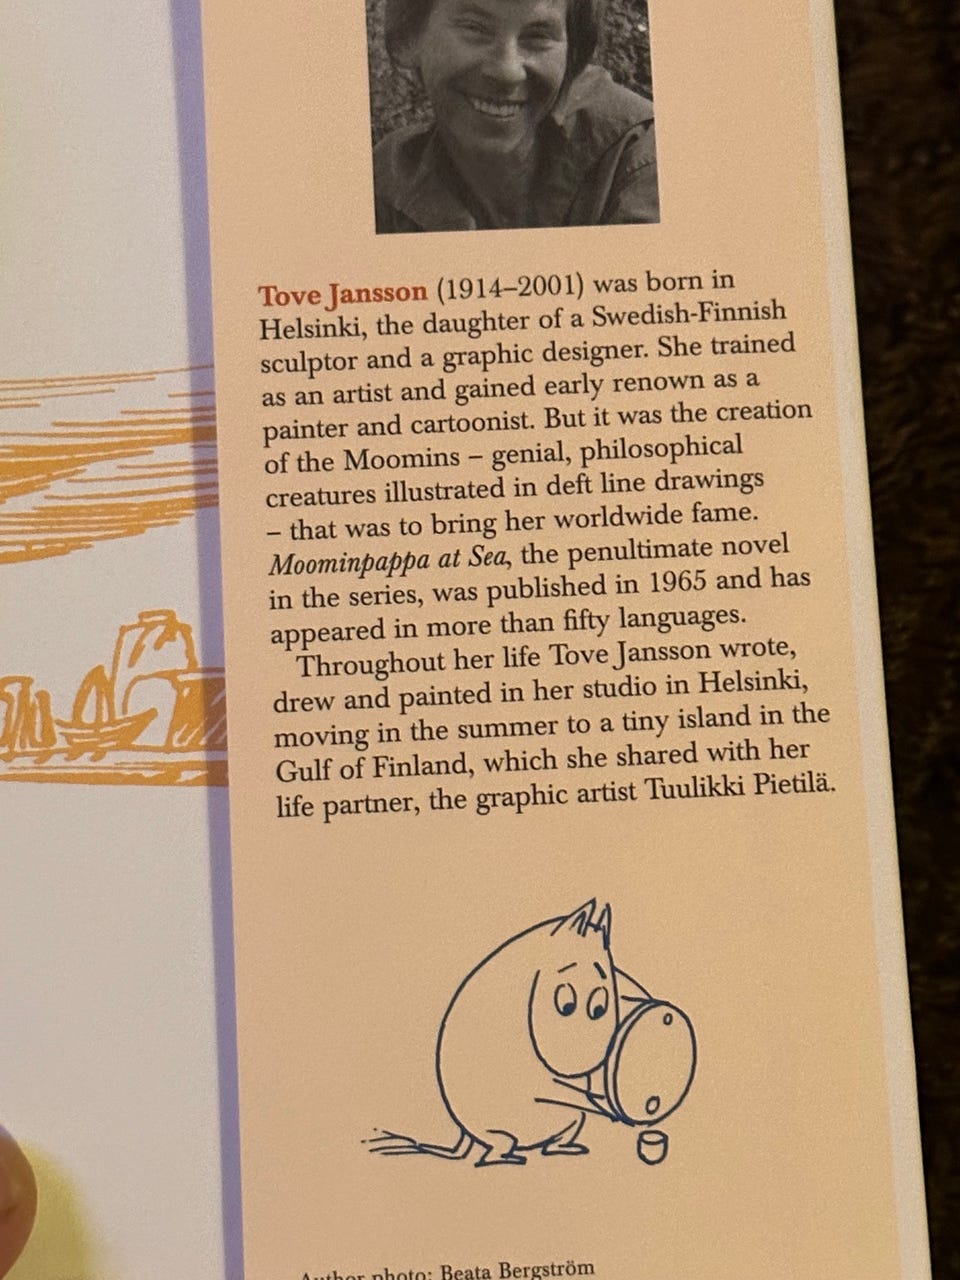 Tove Jansson (1914–2001) was born in
Helsinki, the daughter of a Swedish-Finnish
sculptor and a graphic designer. She trained
as an artist and gained early renown as a
painter and cartoonist. But it was the creation
of the Moomins – genial, philosophical
creatures illustrated in deft line drawings
– that was to bring her worldwide fame.
Moominpappa at Sea, the penultimate novel
in the series, was published in 1965 and has
appeared in more than fifty languages.
Throughout her life Tove Jansson wrote,
drew and painted in her studio in Helsinki,
moving in the summer to a tiny island in the
Gulf of Finland, which she shared with her
life partner, the graphic artist Tuulikki Pietilä.
Author photo: Beata Bergström